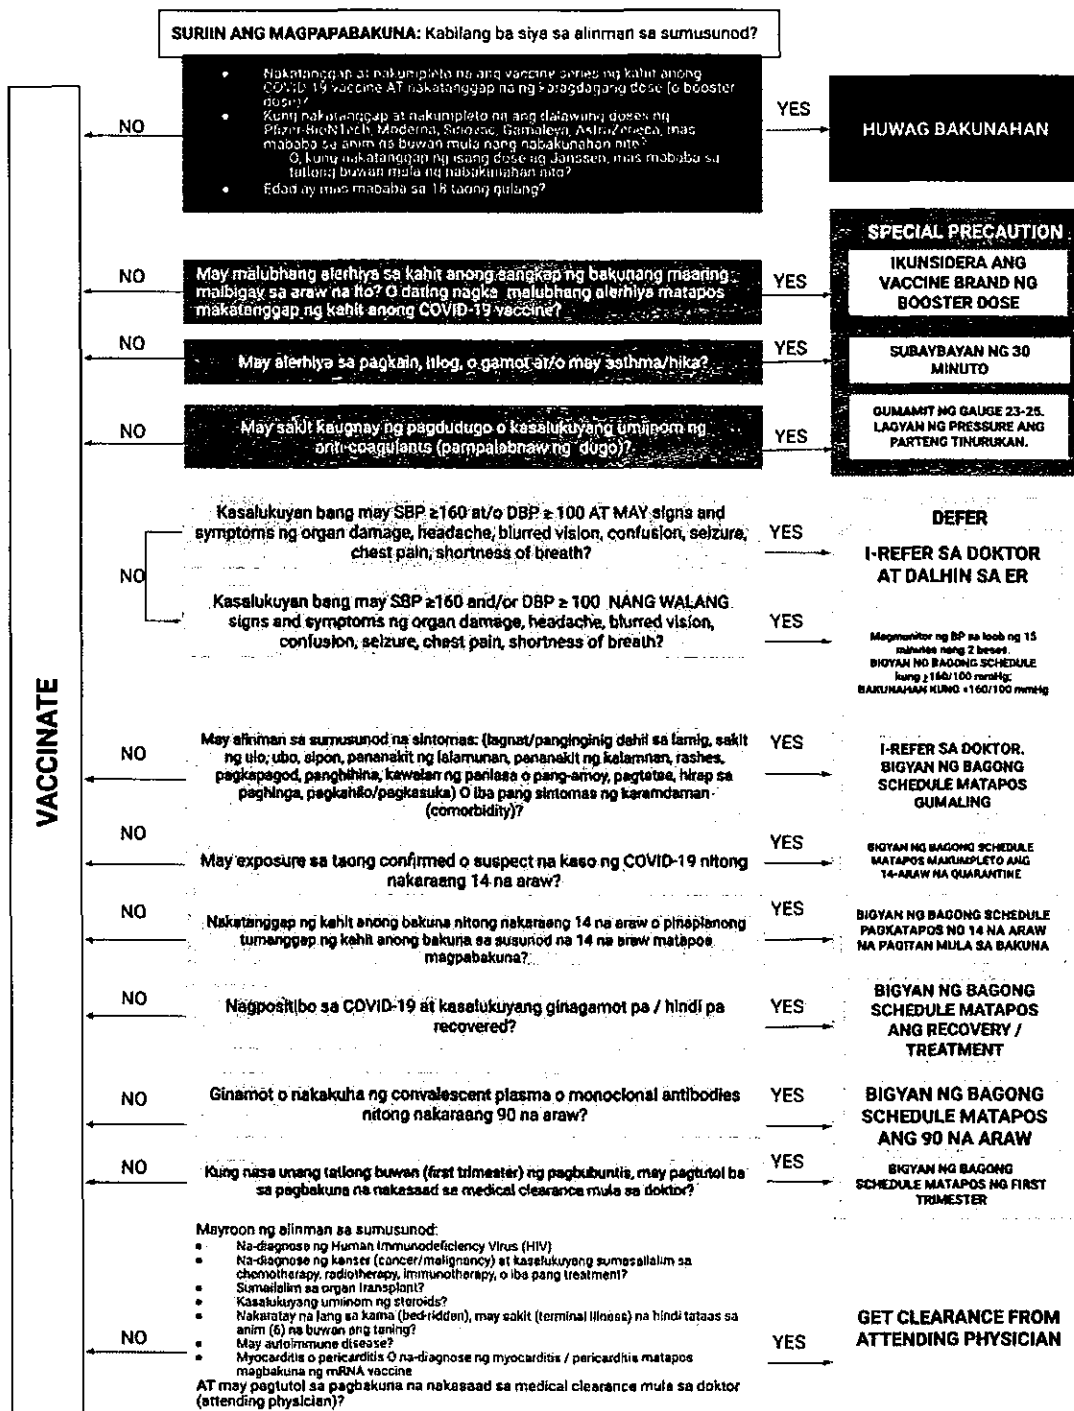 SURIIN ANG MAGPAPABAKUNA: Kabilang ba siya sa alinman sa sumusunod?
• Nakatanggap at nakumpleto na ang vaccine series ng kahit anong
COVID-19 vaccine AT nakatanggap na ng karagdagang dose (o booster
dose)?
• Kung nakatanggap at nakumpleto na ang dalawang doses ng
Pfizer-BioNTech, Moderna, Sinovac, Gamaleya, AstraZeneca, mas
mababa sa anim na buwan mula nang nabakunahan nito?
O, kung nakatanggap ng isang dose ng Janssen, mas mababa sa
tatlong buwan mula ng nabakunahan nito?
• Edad ay mas mababa sa 18 taong gulang?
NO
YES
HUWAG BAKUNAHAN
VACCINATE
SPECIAL PRECAUTION
NO
May malubhang alerhiya sa kahit anong sangkap ng bakunang maaring
maibigay sa araw na ito? O dating nagka malubhang alerhiya matapos
makatanggap ng kahit anong COVID-19 vaccine?
YES
IKUNSIDERA ANG
VACCINE BRAND NG
BOOSTER DOSE
NO
May alerhiya sa pagkain, itlog, o gamot at/o may asthma/hika?
YES
SUBAYBAYAN NG 30
MINUTO
NO
May sakit kaugnay ng pagdudugo o kasalukuyang umiinom ng
anti-coagulants (pampalabnaw ng dugo)?
YES
GUMAMIT NG GAUGE 23-25.
LAGYAN NG PRESSURE ANG
PARTENG TINURUKAN.
NO
Kasalukuyan bang may SBP ≥160 at/o DBP ≥ 100 AT MAY signs and
symptoms ng organ damage, headache, blurred vision, confusion, seizure,
chest pain, shortness of breath?
YES
DEFER
I-REFER SA DOKTOR
AT DALHIN SA ER
Kasalukuyan bang may SBP ≥160 and/or DBP ≥ 100 NANG WALANG
signs and symptoms ng organ damage, headache, blurred vision,
confusion, seizure, chest pain, shortness of breath?
YES
Magmonitor ng BP sa loob ng 15
minutes nang 2 beses.
BIGYAN NG BAGONG SCHEDULE
kung ≥160/100 mmHg;
BAKUNAHAN KUNG <160/100 mmHg
NO
May alinman sa sumusunod na sintomas: (lagnat/panginginig dahil sa lamig, sakit
ng ulo, ubo, sipon, pananakit ng lalamunan, pananakit ng kalamnan, rashes,
pagkapagod, panghihina, kawalan ng panlasa o pang-amoy, pagtatae, hirap sa
paghinga, pagkahilo/pagkasuka) O iba pang sintomas ng karamdaman
(comorbidity)?
YES
I-REFER SA DOKTOR.
BIGYAN NG BAGONG
SCHEDULE MATAPOS
GUMALING
NO
May exposure sa taong confirmed o suspect na kaso ng COVID-19 nitong
nakaraang 14 na araw?
YES
BIGYAN NG BAGONG SCHEDULE
MATAPOS MAKUMPLETO ANG
14-ARAW NA QUARANTINE
NO
Nakatanggap ng kahit anong bakuna nitong nakaraang 14 na araw o pinaplanong
tumanggap ng kahit anong bakuna sa susunod na 14 na araw matapos
magpabakuna?
YES
BIGYAN NG BAGONG SCHEDULE
PAGKATAPOS NG 14 NA ARAW
NA PAGITAN MULA SA BAKUNA
NO
Nagpositibo sa COVID-19 at kasalukuyang ginagamot pa / hindi pa
recovered?
YES
BIGYAN NG BAGONG
SCHEDULE MATAPOS
ANG RECOVERY /
TREATMENT
NO
Ginamot o nakakuha ng convalescent plasma o monoclonal antibodies
nitong nakaraang 90 na araw?
YES
BIGYAN NG BAGONG
SCHEDULE MATAPOS
ANG 90 NA ARAW
NO
Kung nasa unang tatlong buwan (first trimester) ng pagbubuntis, may pagtutol ba
sa pagbakuna na nakasaad sa medical clearance mula sa doktor?
YES
BIGYAN NG BAGONG
SCHEDULE MATAPOS NG FIRST
TRIMESTER
Mayroon ng alinman sa sumusunod:
• Na-diagnose ng Human Immunodeficiency Virus (HIV)
• Na-diagnose ng kanser (cancer/malignancy) at kasalukuyang sumasailalim sa
chemotherapy, radiotherapy, immunotherapy, o iba pang treatment?
• Sumailalim sa organ transplant?
• Kasalukuyang umiinom ng steroids?
• Nakaratay na lang sa kama (bed-ridden), may sakit (terminal illness) na hindi tataas sa
anim (6) na buwan ang taning?
• May autoimmune disease?
• Myocarditis o pericarditis O na-diagnose ng myocarditis / pericarditis matapos
magbakuna ng mRNA vaccine
AT may pagtutol sa pagbakuna na nakasaad sa medical clearance mula sa doktor
(attending physician)?
NO
YES
GET CLEARANCE FROM
ATTENDING PHYSICIAN